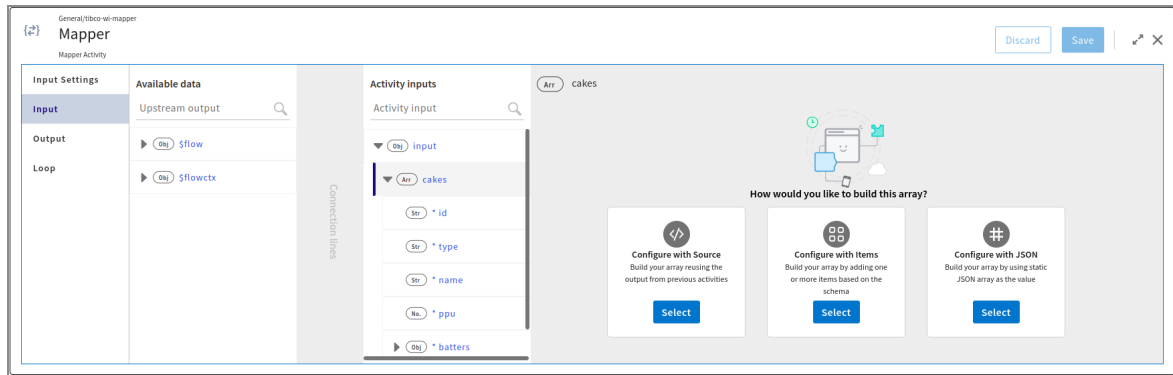 General/tibco-wi-mapper
Mapper
Mapper Activity
Discard
Save
Input Settings
Input
Output
Loop
Available data
Upstream output
Obj $flow
Obj $flowctx
Connection lines
Activity inputs
Activity input
Obj input
Arr cakes
Str * id
Str * type
Str * name
No. * ppu
Obj * batters
Arr cakes
How would you like to build this array?
</>
Configure with Source
Build your array reusing the
output from previous activities
Select
Configure with Items
Build your array by adding one
or more items based on the
schema
Select
#
Configure with JSON
Build your array by using static
JSON array as the value
Select